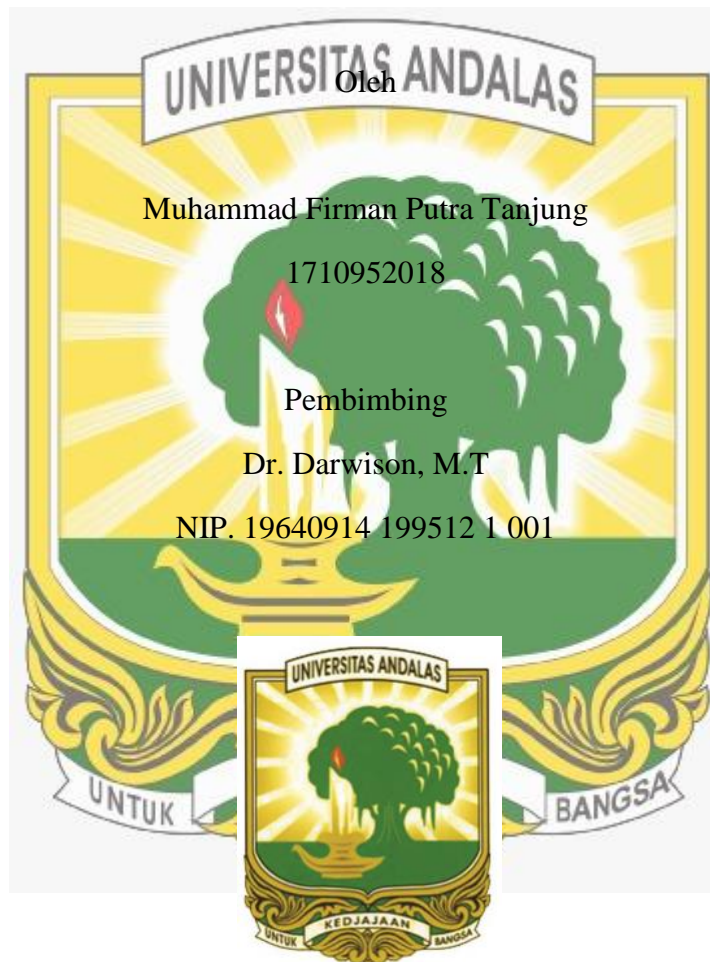 UNIVERSITAS ANDALAS
Oleh
Muhammad Firman Putra Tanjung
1710952018
Pembimbing
Dr. Darwison, M.T
NIP. 19640914 199512 1 001
UNIVERSITAS ANDALAS
UNTUK BANGSA
KEDJAJAAN
UNTUK BANGSA